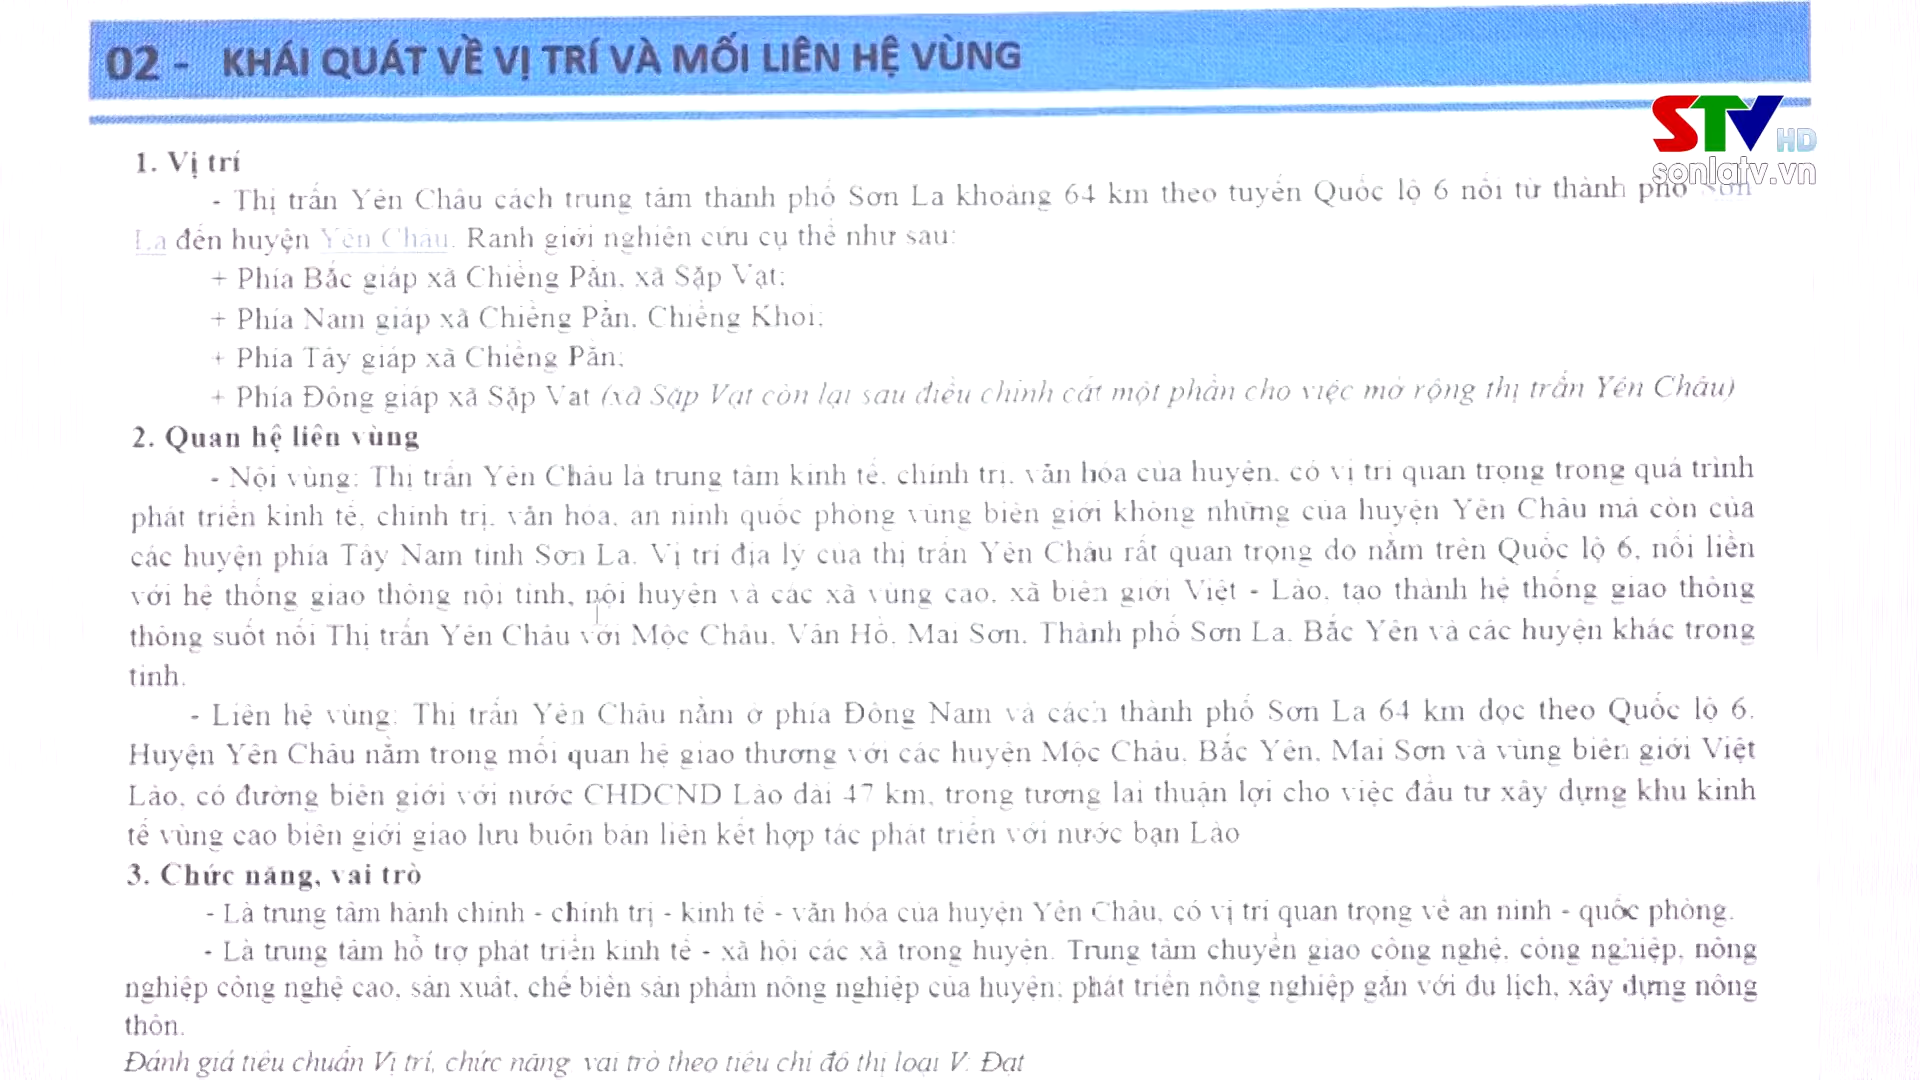 02 - KHÁI QUÁT VỀ VỊ TRÍ VÀ MỐI LIÊN HỆ VÙNG
STV HD
sonlatv.vn
1. Vị trí
- Thị trấn Yên Châu cách trung tâm thành phố Sơn La khoảng 64 km theo tuyến Quốc lộ 6 nối từ thành phố Sơn
La đến huyện Yên Châu. Ranh giới nghiên cứu cụ thể như sau:
+ Phía Bắc giáp xã Chiềng Pằn, xã Sặp Vạt;
+ Phía Nam giáp xã Chiềng Pằn, Chiềng Khoi;
+ Phía Tây giáp xã Chiềng Pằn;
+ Phía Đông giáp xã Sặp Vạt (xã Sặp Vạt còn lại sau điều chỉnh cắt một phần cho việc mở rộng thị trấn Yên Châu)
2. Quan hệ liên vùng
- Nội vùng: Thị trấn Yên Châu là trung tâm kinh tế, chính trị, văn hóa của huyện, có vị trí quan trọng trong quá trình
phát triển kinh tế, chính trị, văn hóa, an ninh quốc phòng vùng biên giới không những của huyện Yên Châu mà còn của
các huyện phía Tây Nam tỉnh Sơn La. Vị trí địa lý của thị trấn Yên Châu rất quan trọng do nằm trên Quốc lộ 6, nối liền
với hệ thống giao thông nội tỉnh, nội huyện và các xã vùng cao, xã biên giới Việt - Lào, tạo thành hệ thống giao thông
thông suốt nối Thị trấn Yên Châu với Mộc Châu, Vân Hồ, Mai Sơn, Thành phố Sơn La, Bắc Yên và các huyện khác trong
tỉnh.
- Liên hệ vùng: Thị trấn Yên Châu nằm ở phía Đông Nam và cách thành phố Sơn La 64 km dọc theo Quốc lộ 6.
Huyện Yên Châu nằm trong mối quan hệ giao thương với các huyện Mộc Châu, Bắc Yên, Mai Sơn và vùng biên giới Việt
Lào, có đường biên giới với nước CHDCND Lào dài 47 km, trong tương lai thuận lợi cho việc đầu tư xây dựng khu kinh
tế vùng cao biên giới giao lưu buôn bán liên kết hợp tác phát triển với nước bạn Lào
3. Chức năng, vai trò
- Là trung tâm hành chính - chính trị - kinh tế - văn hóa của huyện Yên Châu, có vị trí quan trọng về an ninh - quốc phòng.
- Là trung tâm hỗ trợ phát triển kinh tế - xã hội các xã trong huyện. Trung tâm chuyển giao công nghệ, công nghiệp, nông
nghiệp công nghệ cao, sản xuất, chế biến sản phẩm nông nghiệp của huyện; phát triển nông nghiệp gắn với du lịch, xây dựng nông
thôn.
Đánh giá tiêu chuẩn Vị trí, chức năng vai trò theo tiêu chí đô thị loại V: Đạt